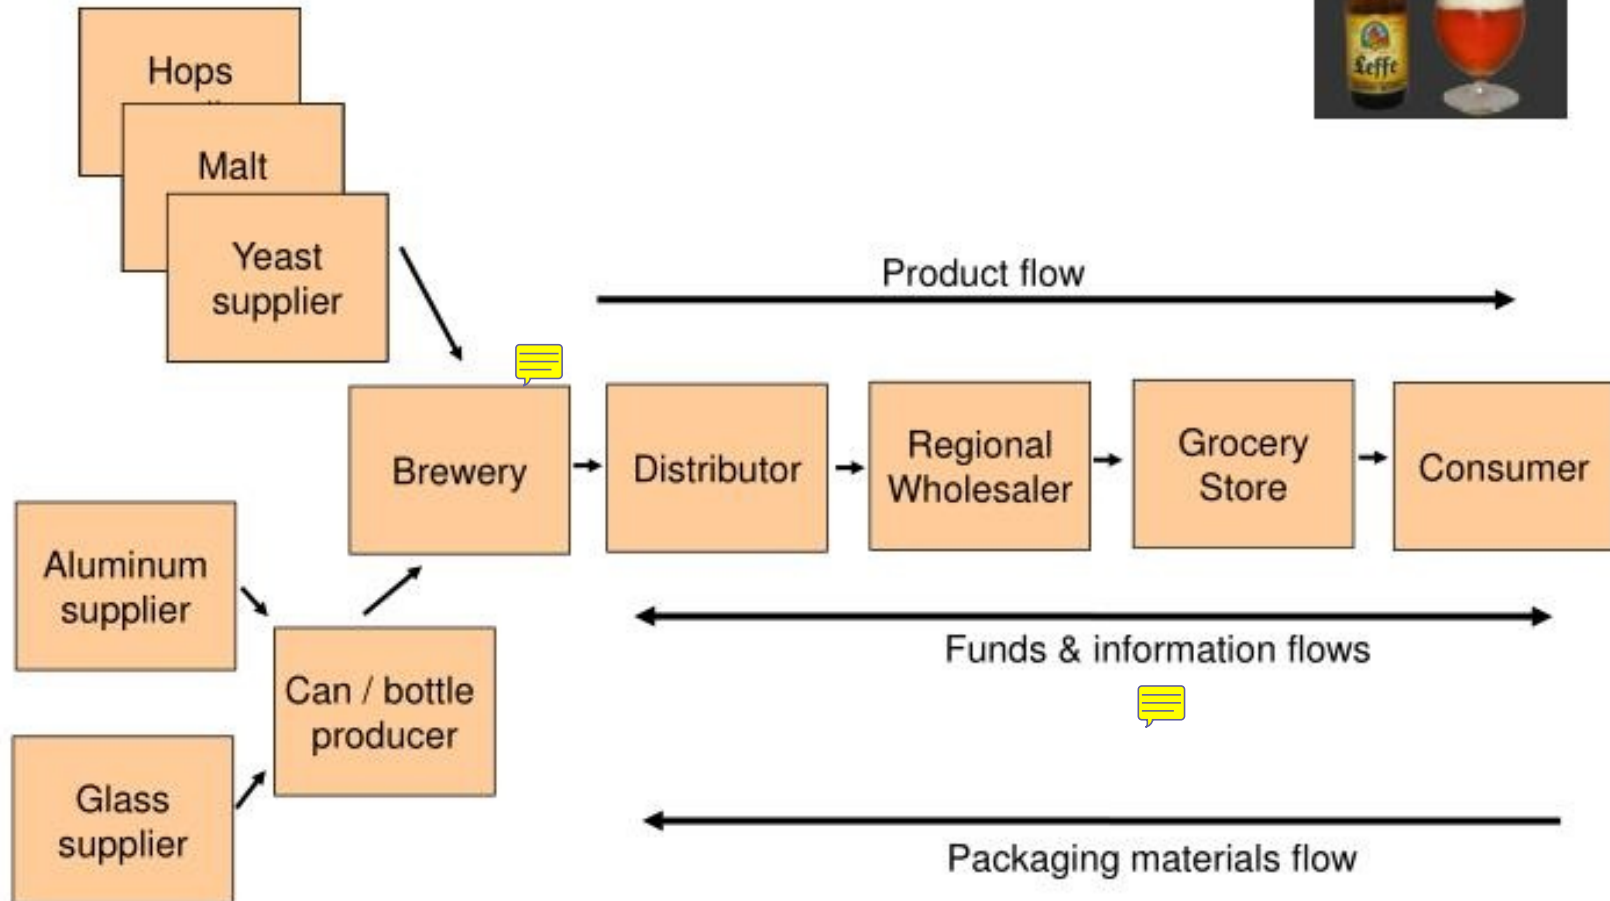 Hops
Malt
Yeast
supplier
Leffe
Product flow
Brewery
Distributor
Regional
Wholesaler
Grocery
Store
Consumer
Aluminum
supplier
Can / bottle
producer
Glass
supplier
Funds & information flows
Packaging materials flow